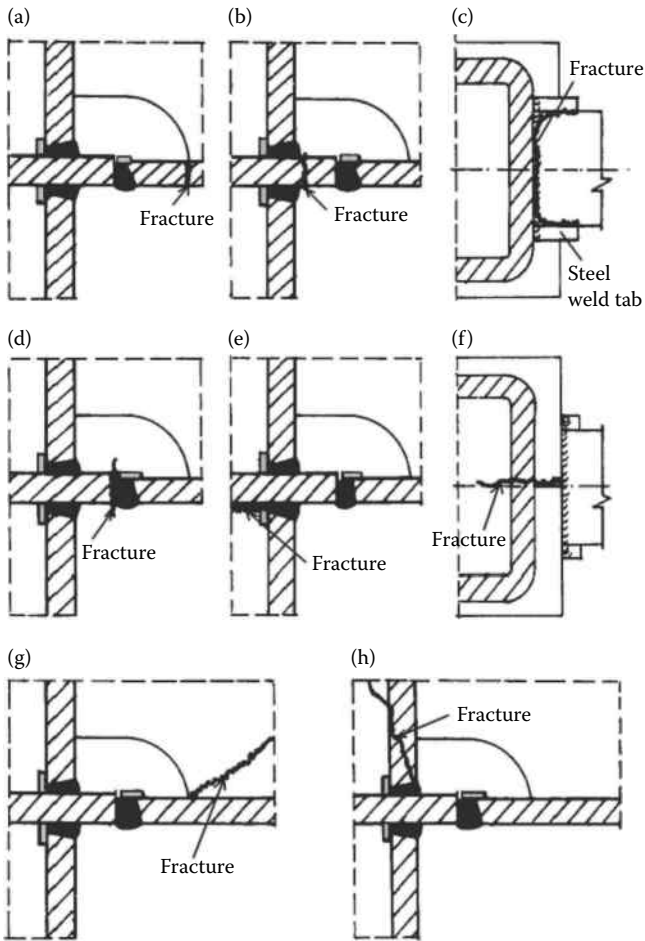 (a)
(b)
(c)
Fracture
Fracture
Fracture
Steel
weld tab
(d)
(e)
(f)
Fracture
Fracture
Fracture
(g)
(h)
Fracture
Fracture